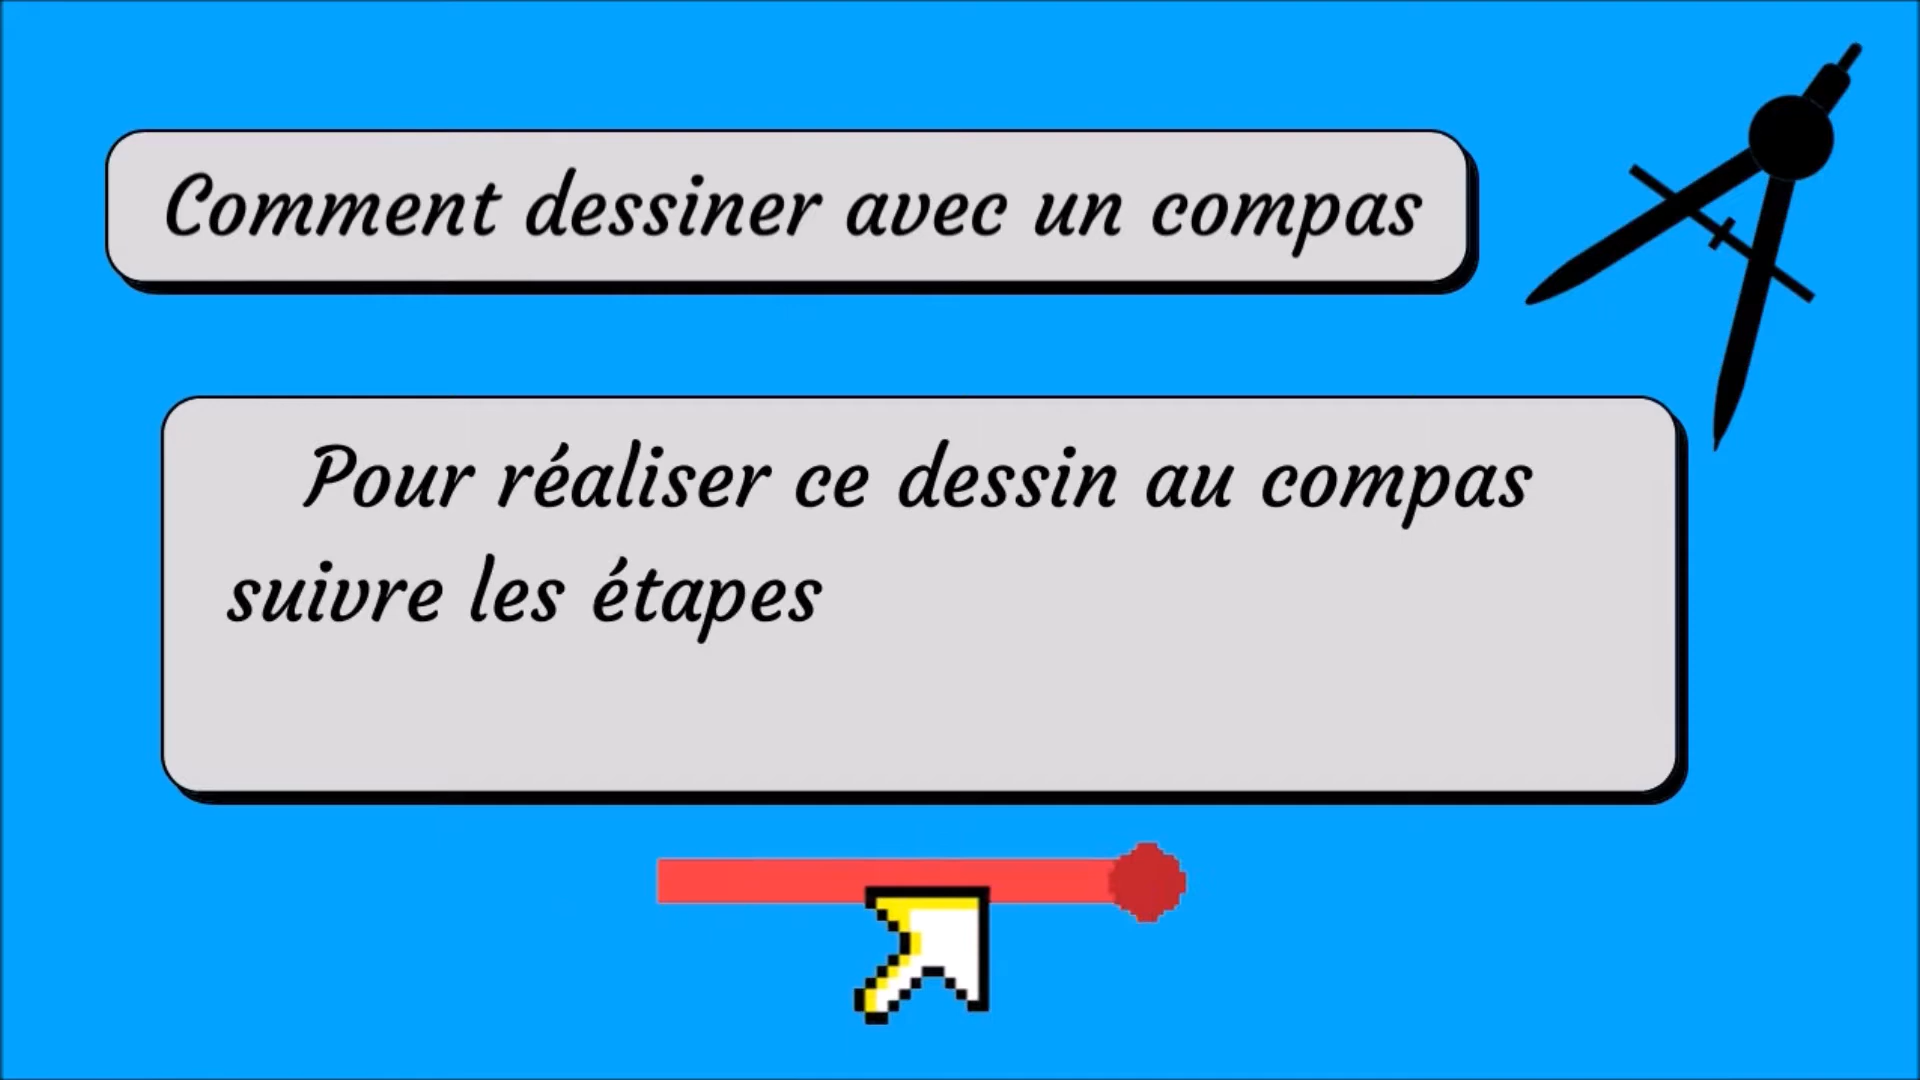 Comment dessiner avec un compas
Pour réaliser ce dessin au compas
suivre les étapes